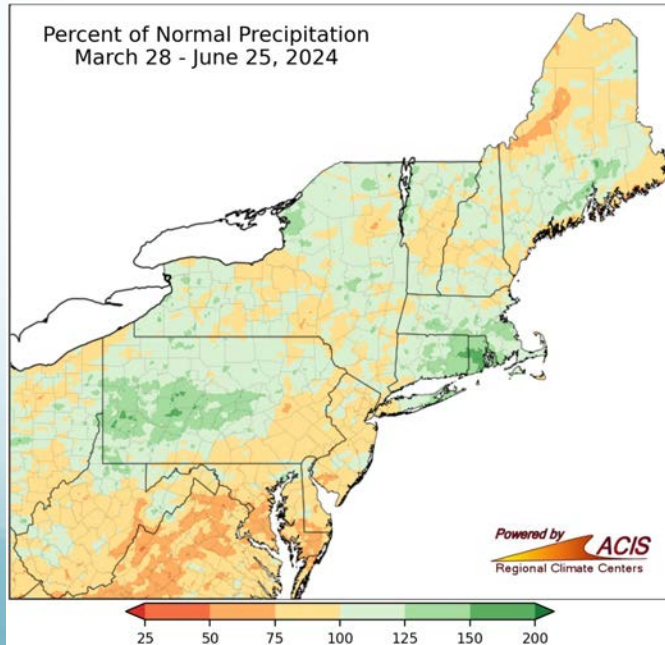 Percent of Normal Precipitation
March 28 - June 25, 2024
Powered by
ACIS
Regional Climate Centers
25 50 75 100 125 150 200